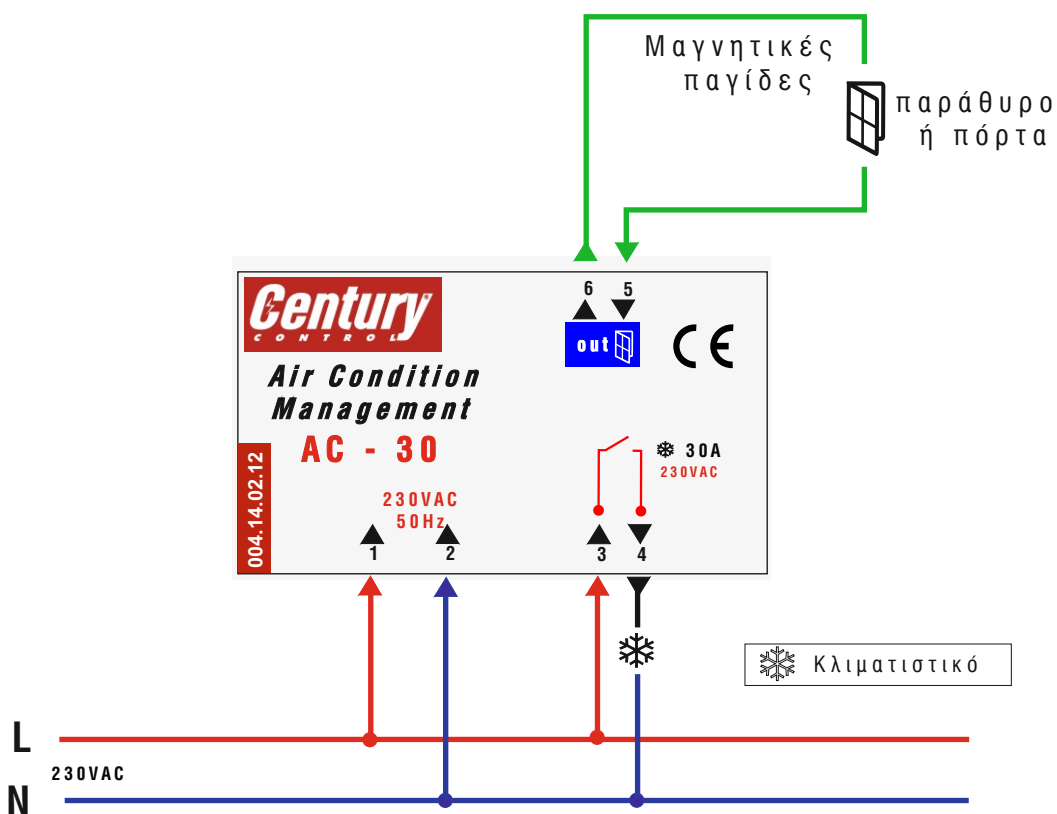 Μαγνητικές
παγίδες
παράθυρο
ή πόρτα
6 5
Century
CONTROL
out
CE
Air Condition
Management
AC - 30
004.14.02.12
30A
230VAC
230VAC
50Hz
1 2 3 4
Κλιματιστικό
L
230VAC
N